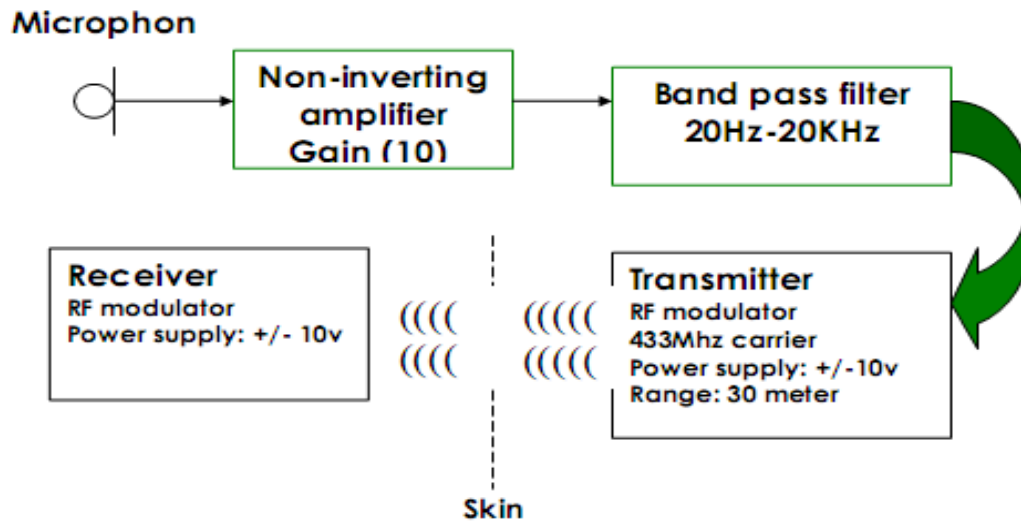 Microphon
Non-inverting
amplifier
Gain (10)
Band pass filter
20Hz-20KHz
Receiver
RF modulator
Power supply: +/- 10v
Transmitter
RF modulator
433Mhz carrier
Power supply: +/-10v
Range: 30 meter
Skin